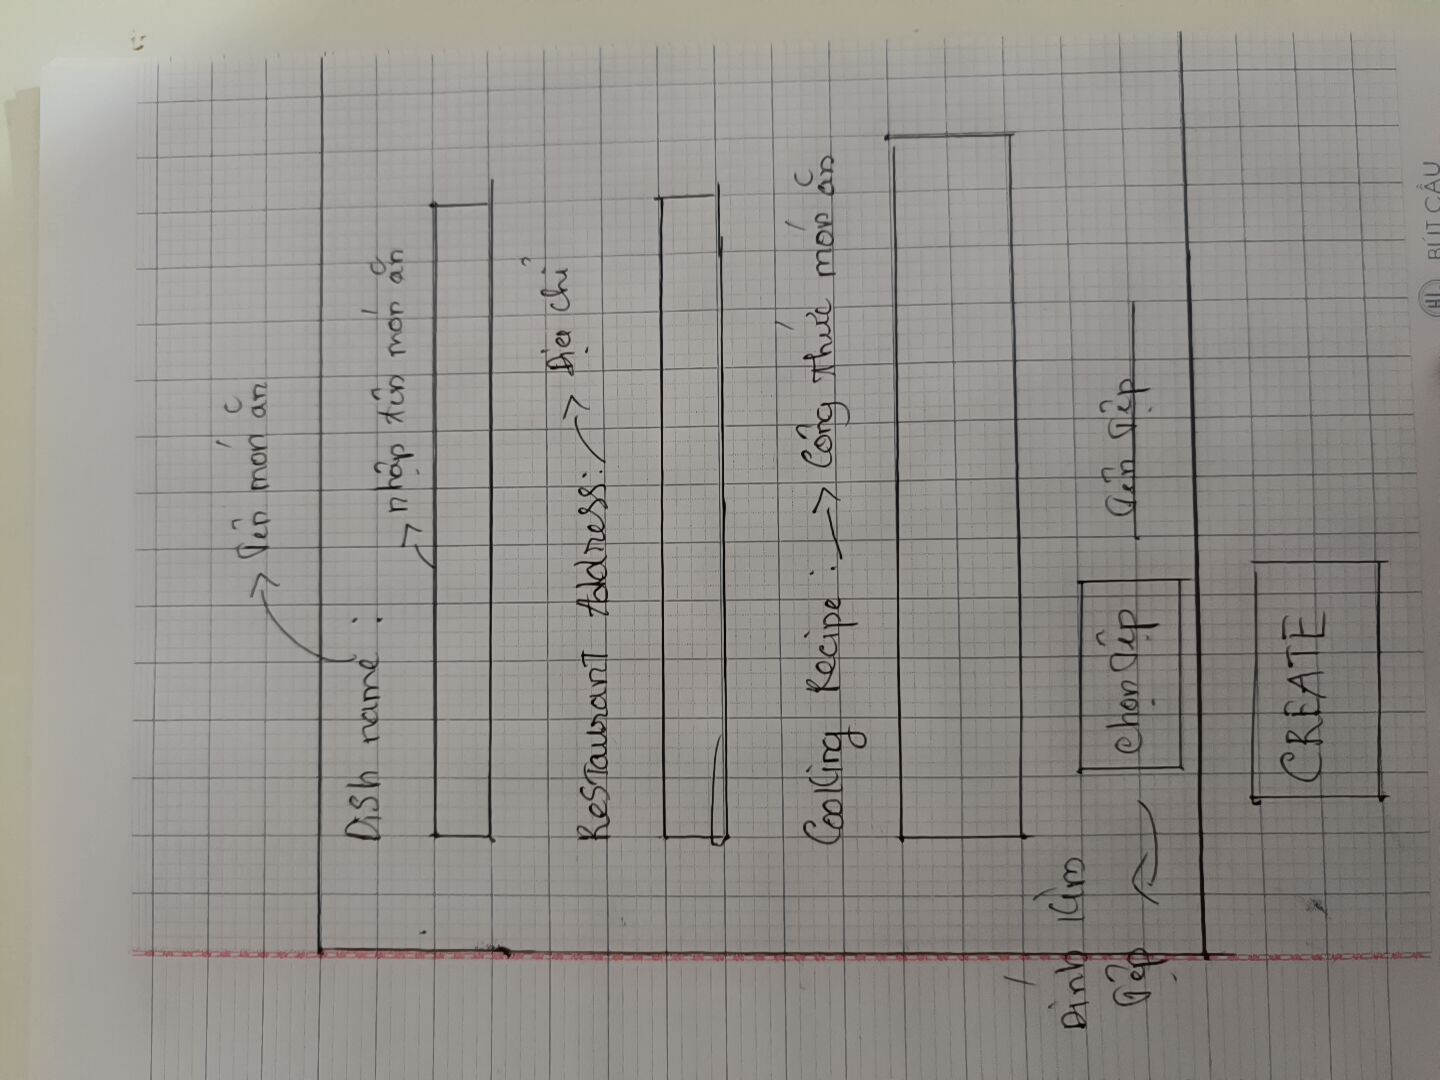 Tên món ăn
Dish name :
nhập tên món ăn
Restaurant Address:
Địa chỉ
Cooking Recipe :
Công thức món ăn
Đính kèm
Tệp
Chọn Tệp
Tên Tệp
CREATE
BÚT CẦU